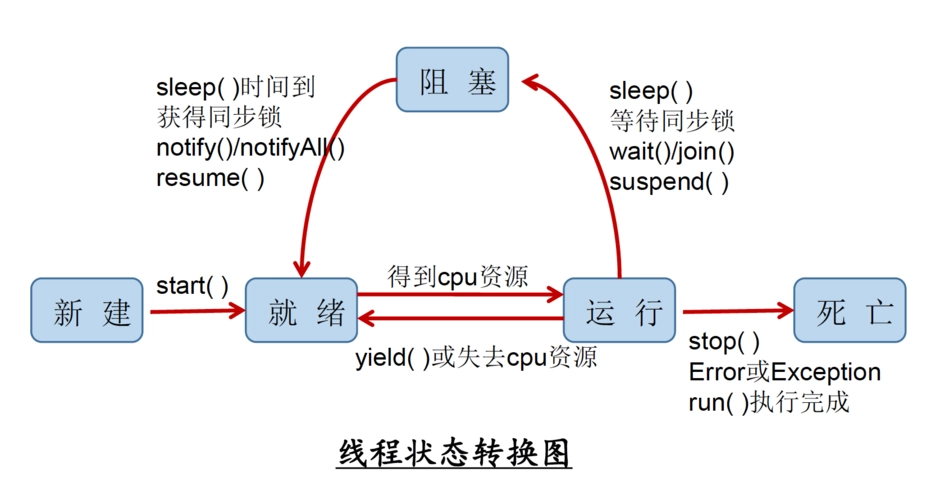 阻 塞
sleep( )时间到
获得同步锁
notify()/notifyAll()
resume( )
sleep( )
等待同步锁
wait()/join()
suspend( )
新 建
start( )
就 绪
得到cpu资源
yield( )或失去cpu资源
运 行
死 亡
stop( )
Error或Exception
run( )执行完成
线程状态转换图